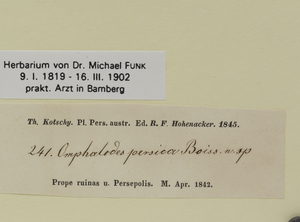 Herbarium von Dr. Michael FUNK
9. I. 1819 - 16. III. 1902
prakt. Arzt in Bamberg
Th. Kotschy. Pl. Pers. austr. Ed. R. F. Hohenacker. 1845.
241. Omphalodes persica Boiss. n. sp
Prope ruinas u. Persepolis. M. Apr. 1842.